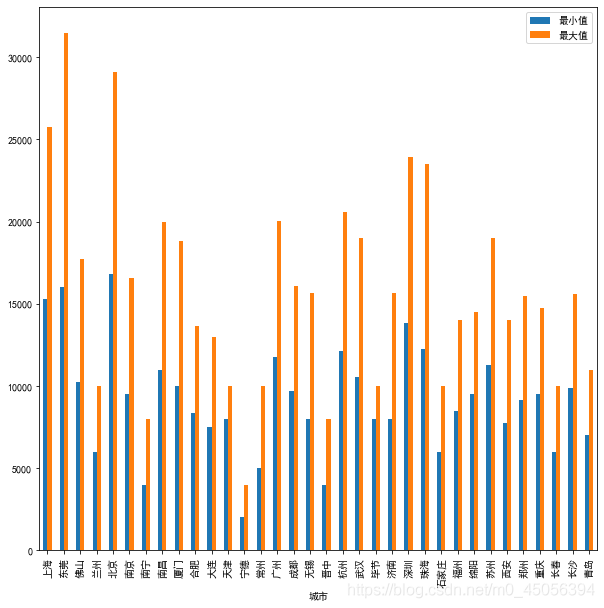 最小值
最大值
30000
25000
20000
15000
10000
5000
0
上海 东莞 佛山 兰州 北京 南京 南宁 南昌 厦门 合肥 大连 天津 宁德 常州 广州 成都 无锡 晋中 杭州 武汉 毕节 济南 深圳 珠海 石家庄 福州 绵阳 苏州 西安 郑州 重庆 长春 长沙 青岛
城市
https://blog.csdn.net/m0_45056394